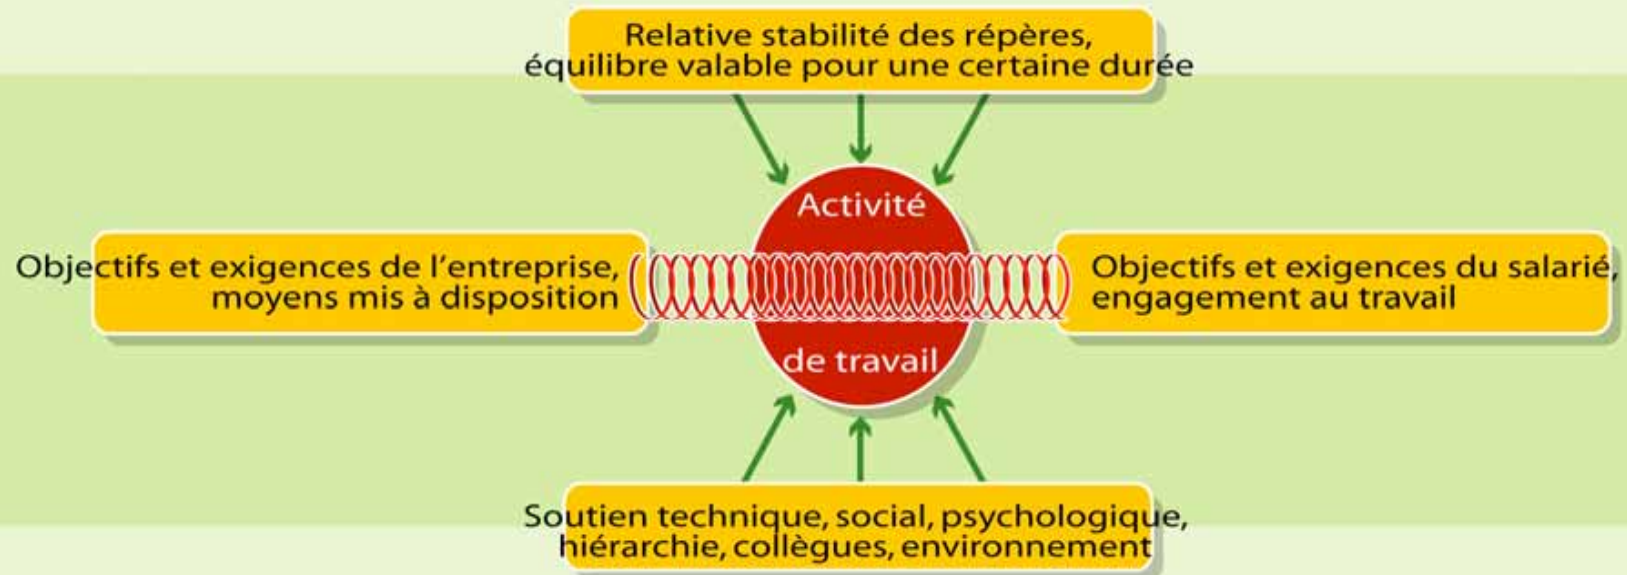 Relative stabilité des répères,
équilibre valable pour une certaine durée
Activité
de travail
Objectifs et exigences de l'entreprise,
moyens mis à disposition
Objectifs et exigences du salarié,
engagement au travail
Soutien technique, social, psychologique,
hiérarchie, collègues, environnement